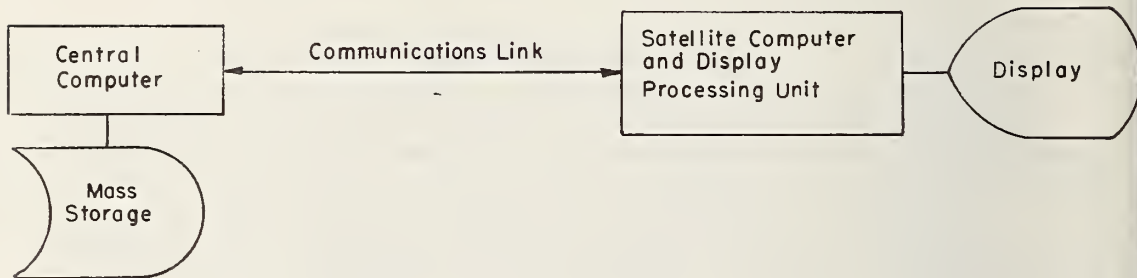 Central
Computer
Communications Link
Satellite Computer
and Display
Processing Unit
Display
Mass
Storage